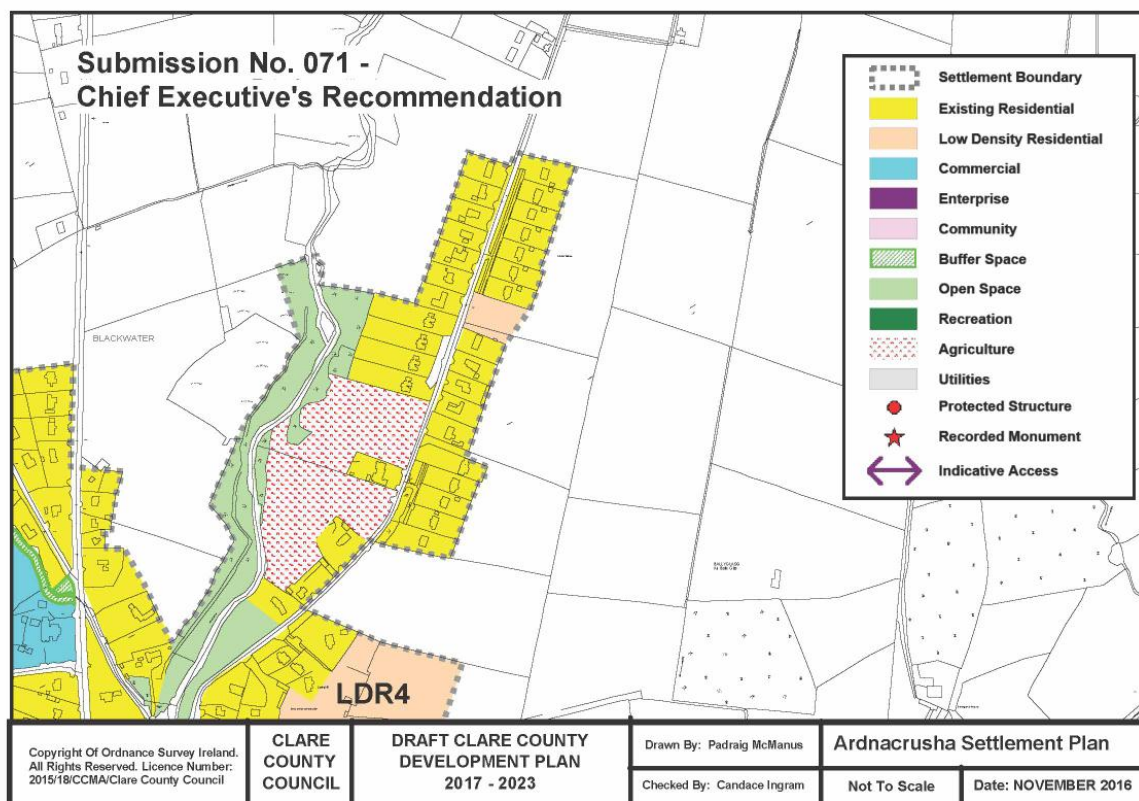 Submission No. 071 -
Chief Executive's Recommendation
Settlement Boundary
Existing Residential
Low Density Residential
Commercial
Enterprise
Community
Buffer Space
Open Space
Recreation
Agriculture
Utilities
Protected Structure
Recorded Monument
Indicative Access
BLACKWATER
LDR4
Copyright Of Ordnance Survey Ireland.
All Rights Reserved. Licence Number:
2015/18/CCMA/Clare County Council
CLARE
COUNTY
COUNCIL
DRAFT CLARE COUNTY
DEVELOPMENT PLAN
2017 - 2023
Drawn By: Padraig McManus
Checked By: Candace Ingram
Ardnacrusha Settlement Plan
Not To Scale
Date: NOVEMBER 2016